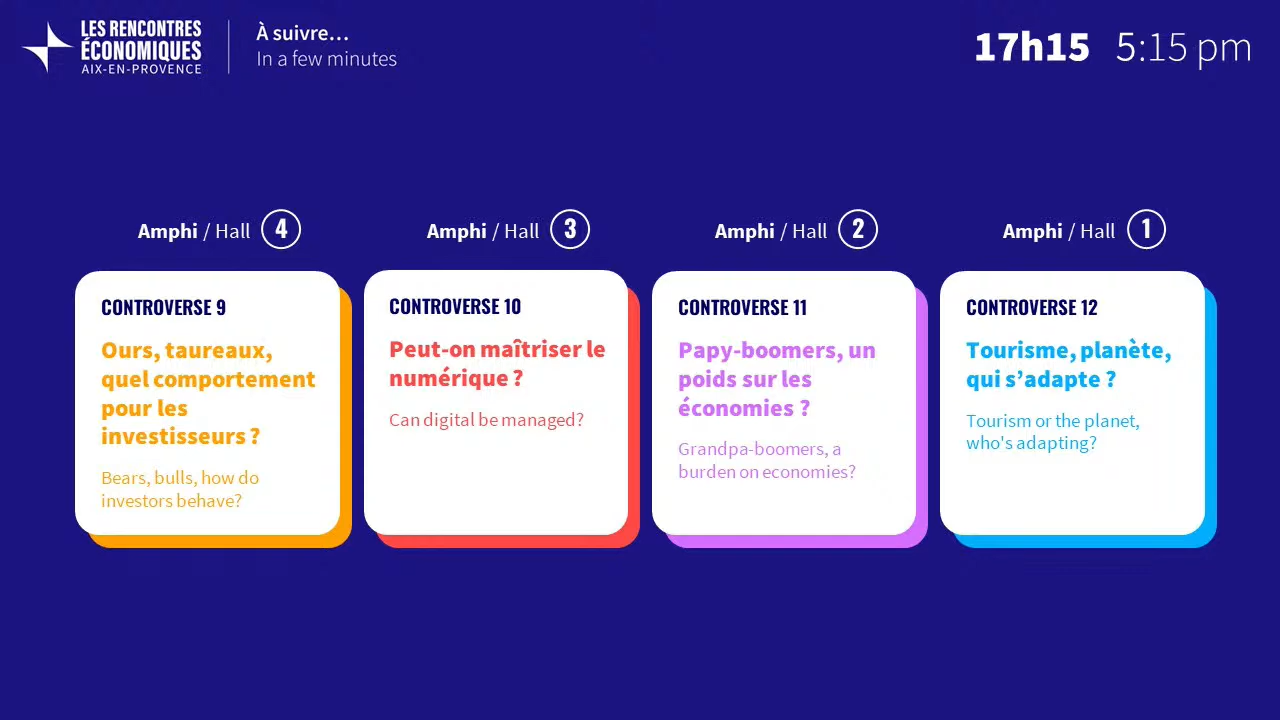 LES RENCONTRES
ÉCONOMIQUES
AIX-EN-PROVENCE
À suivre...
In a few minutes
17h15 5:15 pm
Amphi / Hall 4
CONTROVERSE 9
Ours, taureaux,
quel comportement
pour les
investisseurs ?
Bears, bulls, how do
investors behave?
Amphi / Hall 3
CONTROVERSE 10
Peut-on maîtriser le
numérique ?
Can digital be managed?
Amphi / Hall 2
CONTROVERSE 11
Papy-boomers, un
poids sur les
économies ?
Grandpa-boomers, a
burden on economies?
Amphi / Hall 1
CONTROVERSE 12
Tourisme, planète,
qui s’adapte ?
Tourism or the planet,
who's adapting?